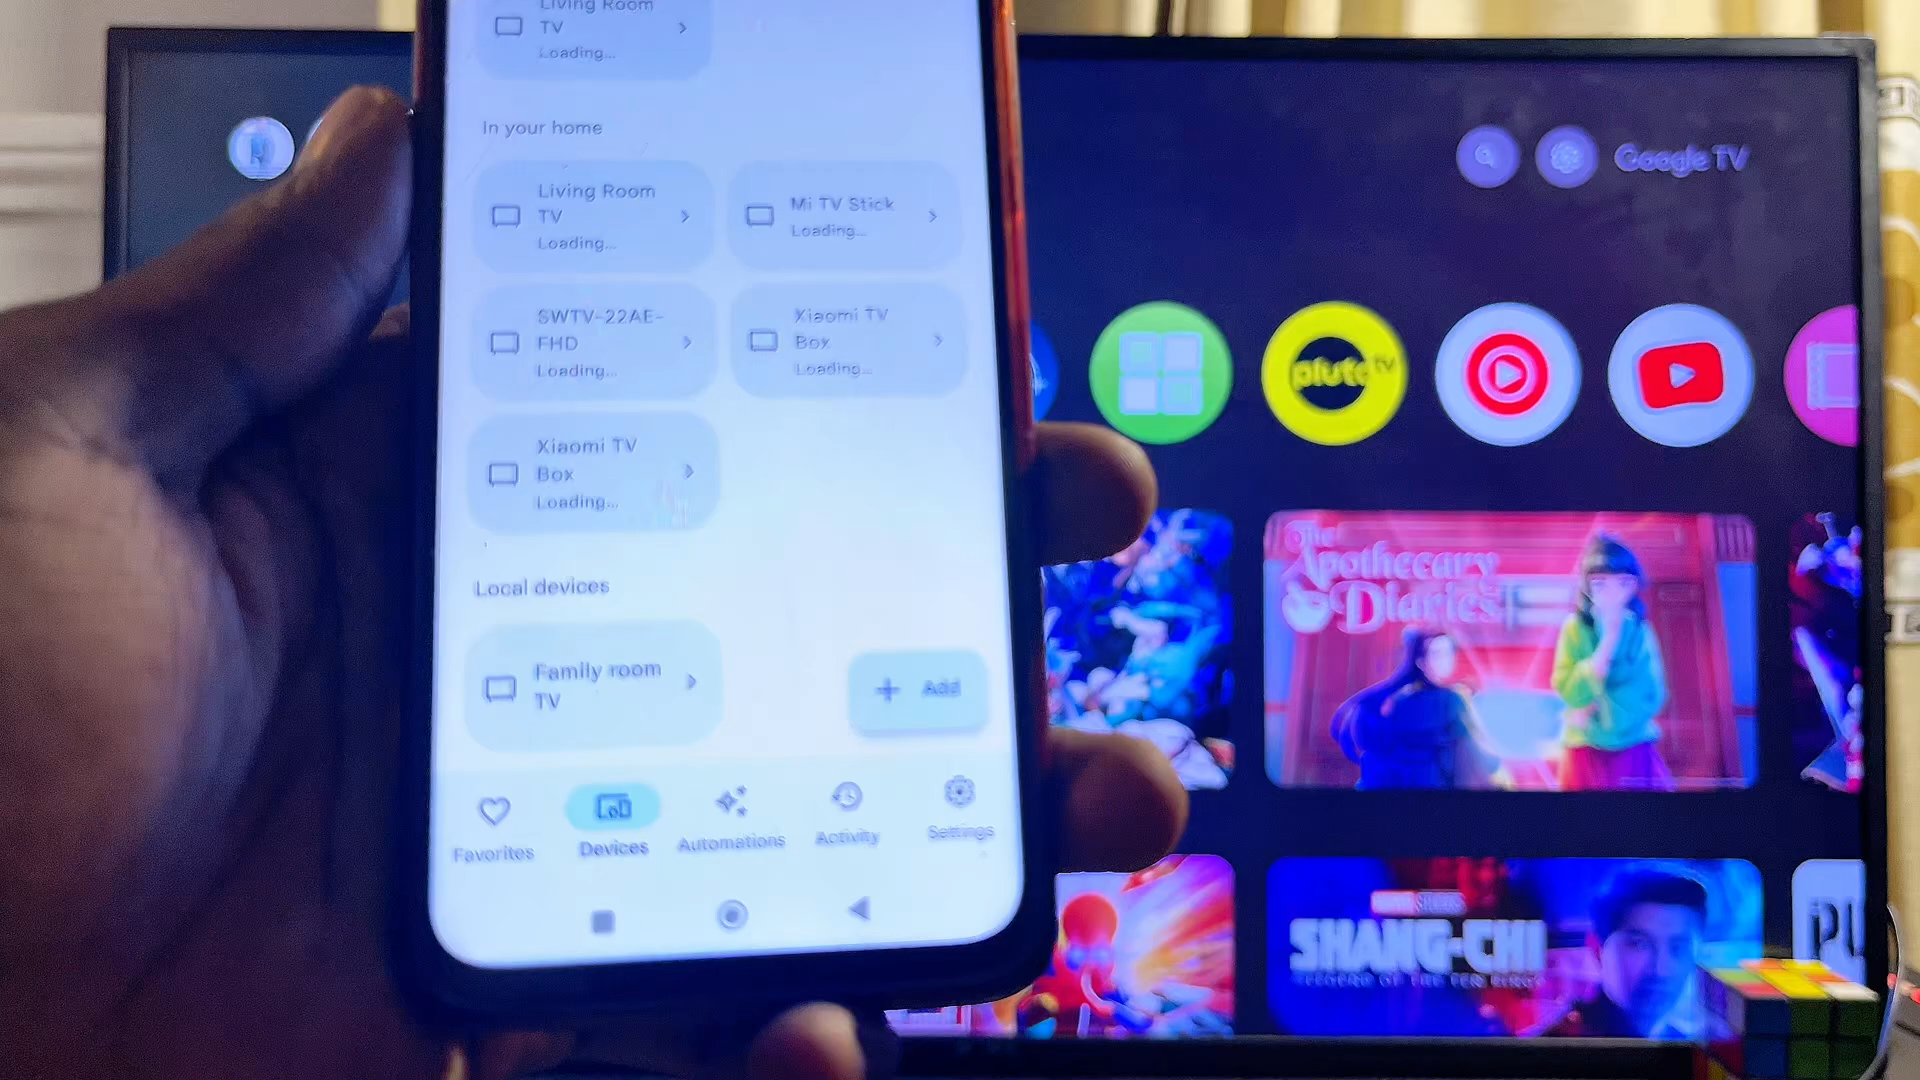 Living Room
TV
Loading...
In your home
Living Room
TV
Loading...
Mi TV Stick
Loading...
SWTV-22AE-
FHD
Loading...
Xiaomi TV
Box
Loading...
Xiaomi TV
Box
Loading...
Local devices
Family room
TV
+ Add
Favorites
Devices
Automations
Activity
Settings
Google TV
pluto tv
The
Apothecary
Diaries
SHANG-CHI